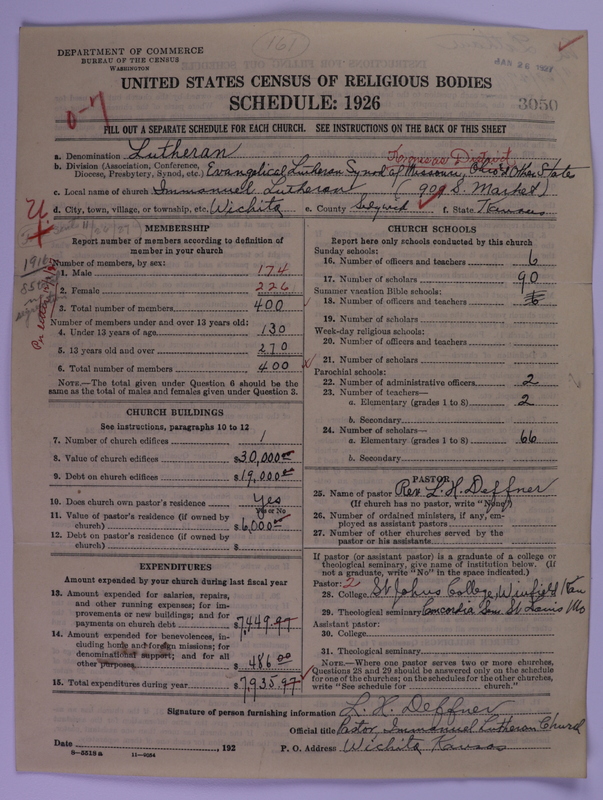 DEPARTMENT OF COMMERCE
BUREAU OF THE CENSUS
WASHINGTON
161
UNITED STATES CENSUS OF RELIGIOUS BODIES
SCHEDULE: 1926
3050
0-7
FILL OUT A SEPARATE SCHEDULE FOR EACH CHURCH. SEE INSTRUCTIONS ON THE BACK OF THIS SHEET
a. Denomination Lutheran
Kansas District
b. Division (Association, Conference, Diocese, Presbytery, Synod, etc.) Evangelical Lutheran Synod of Missouri, Ohio & Other State
c. Local name of church Immanuel Lutheran (909 S. Market)
d. City, town, village, or township, etc. Wichita e. County f. State Kansas
MEMBERSHIP
Report number of members according to definition of
member in your church
Number of members, by sex:
1. Male 174
2. Female 226
3. Total number of members 400
Number of members under and over 13 years old:
4. Under 13 years of age 130
5. 13 years old and over 270
6. Total number of members 400
NOTE.—The total given under Question 6 should be the
same as the total of males and females given under Question 3.
1916
CHURCH BUILDINGS
See instructions, paragraphs 10 to 12
7. Number of church edifices 1
8. Value of church edifices $30,000.00
9. Debt on church edifices $19,000.00
10. Does church own pastor's residence Yes
Yes or No
11. Value of pastor's residence (if owned by
church) $6,000
12. Debt on pastor's residence (if owned by
church) $
EXPENDITURES
Amount expended by your church during last fiscal year
13. Amount expended for salaries, repairs,
and other running expenses; for im-
provements or new buildings; and for
payments on church debt $7,449.97
14. Amount expended for benevolences, in-
cluding home and foreign missions; for
denominational support; and for all
other purposes $486.00
15. Total expenditures during year $7,935.97
CHURCH SCHOOLS
Report here only schools conducted by this church
Sunday schools:
16. Number of officers and teachers 6
17. Number of scholars 90
Summer vacation Bible schools:
18. Number of officers and teachers
19. Number of scholars
Week-day religious schools:
20. Number of officers and teachers
21. Number of scholars
Parochial schools:
22. Number of administrative officers 2
23. Number of teachers—
a. Elementary (grades 1 to 8) 2
b. Secondary
24. Number of scholars—
a. Elementary (grades 1 to 8) 66
b. Secondary
PASTOR
25. Name of pastor Rev. L. H. Deffner
(If church has no pastor, write "None")
26. Number of ordained ministers, if any, em-
ployed as assistant pastors
27. Number of other churches served by the
pastor or his assistants
If pastor (or assistant pastor) is a graduate of a college or
theological seminary, give name of institution below. (If
not a graduate, write "No" in the space indicated.)
Pastor: 2
28. College St. Johns College, Winfield Kan
29. Theological seminary Concordia Sem. St. Louis Mo
Assistant pastor:
30. College
31. Theological seminary
NOTE.—Where one pastor serves two or more churches,
Questions 28 and 29 should be answered only on the schedule
for one of the churches; on the schedules for the other churches,
write "See schedule for church."
Signature of person furnishing information L. H. Deffner
Official title Pastor, Immanuel Lutheran Church
Date , 192 P. O. Address Wichita Kansas
8-5518a 11-9084